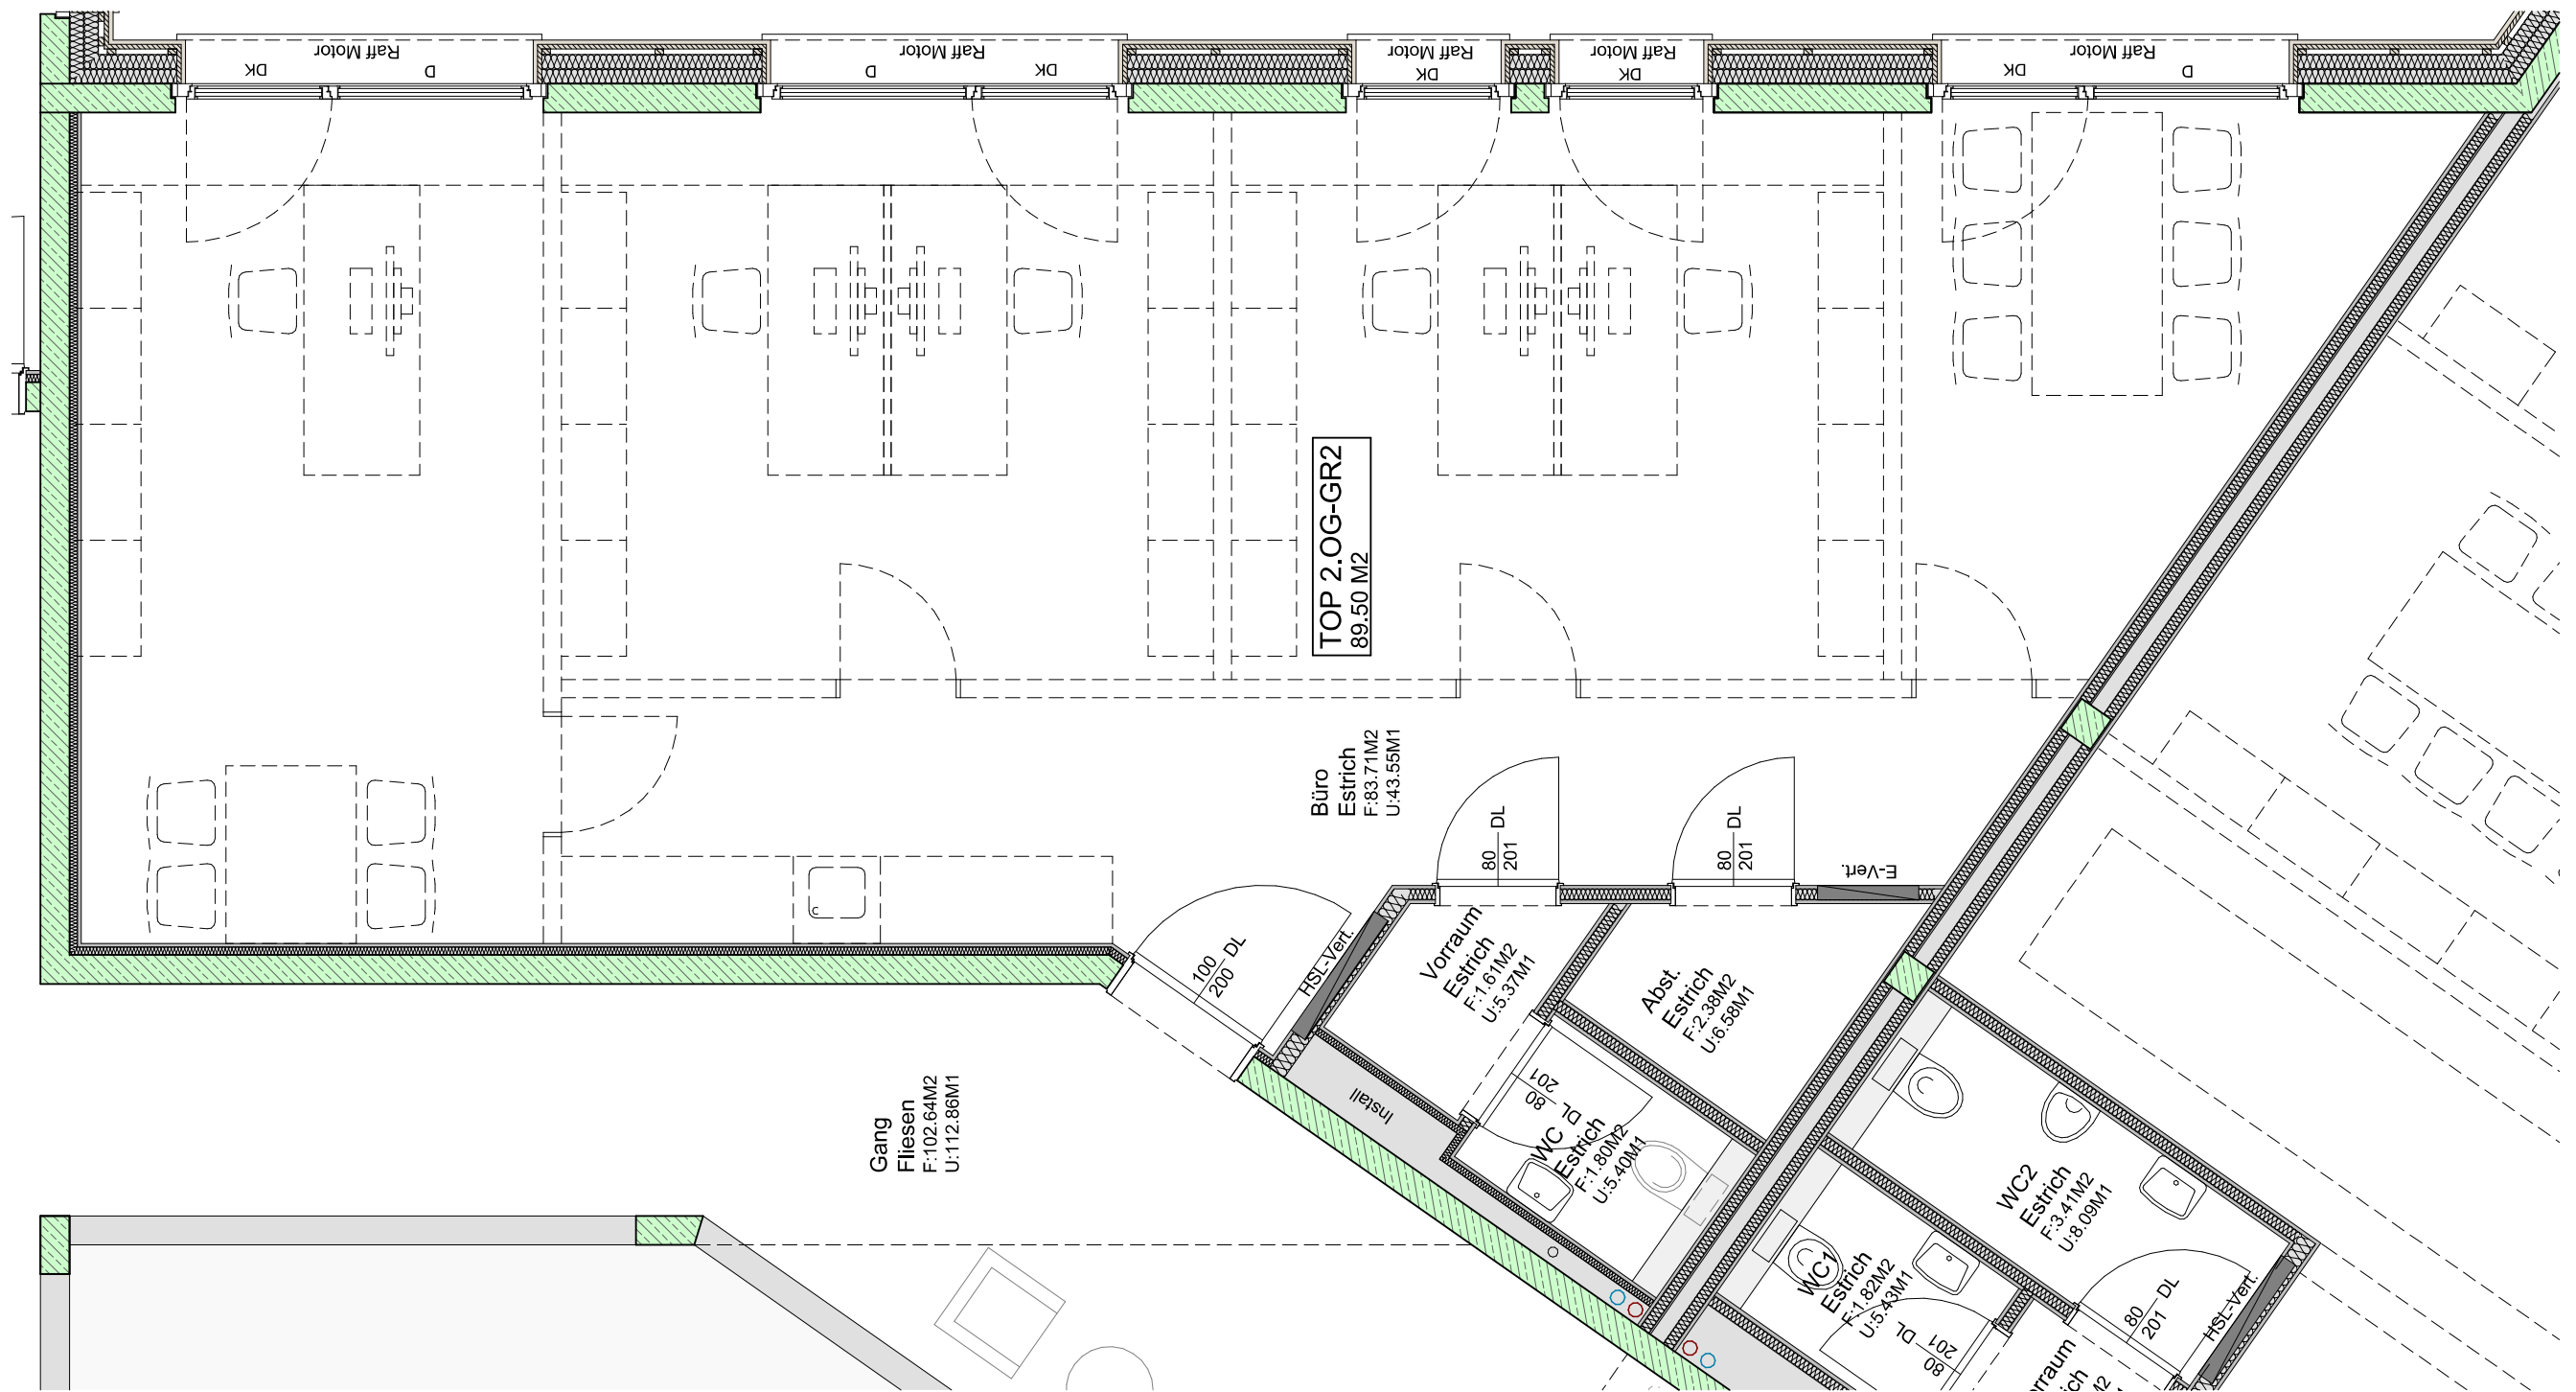 Raff Motor
DK
D
Raff Motor
D
DK
Raff Motor
DK
Raff Motor
DK
Raff Motor
DK
D
TOP 2.OG-GR2
89.50 M2
Büro
Estrich
F:83.71M2
U:43.55M1
80 DL
201
80 DL
201
E-Vert.
c
100 DL
200
HSL-Vert.
Vorraum
Estrich
F:1.61M2
U:5.37M1
Abst.
Estrich
F:2.38M2
U:6.58M1
Install
80 DL
201
WC
Estrich
F:1.80M2
U:5.40M1
Gang
Fliesen
F:102.64M2
U:112.86M1
WC2
Estrich
F:3.41M2
U:8.09M1
WC1
Estrich
F:1.82M2
U:5.43M1
80 DL
201
80 DL
201
HSL-Vert.
rraum
ich
M2